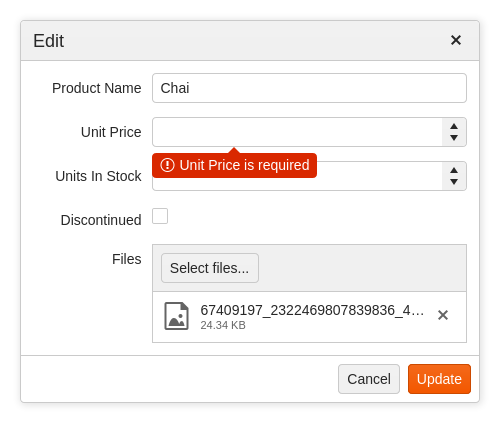 Edit
Product Name
Chai
Unit Price
Unit Price is required
Units In Stock
Discontinued
Files
Select files...
67409197_2322469807839836_4…
24.34 KB
Cancel
Update